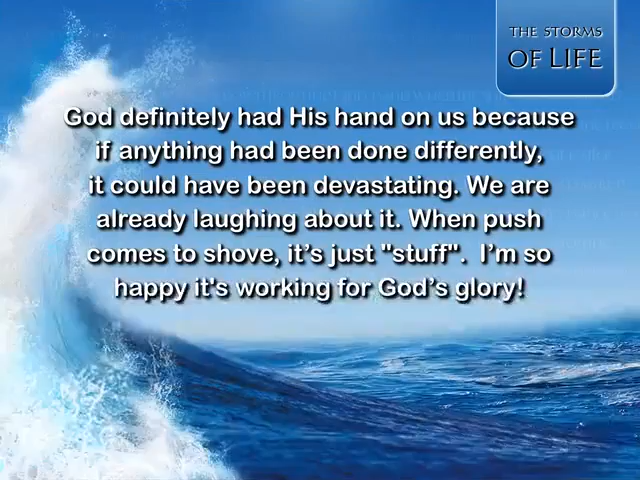 THE STORMS
OF LIFE
God definitely had His hand on us because
if anything had been done differently,
it could have been devastating. We are
already laughing about it. When push
comes to shove, it's just "stuff".  I'm so
happy it's working for God's glory!